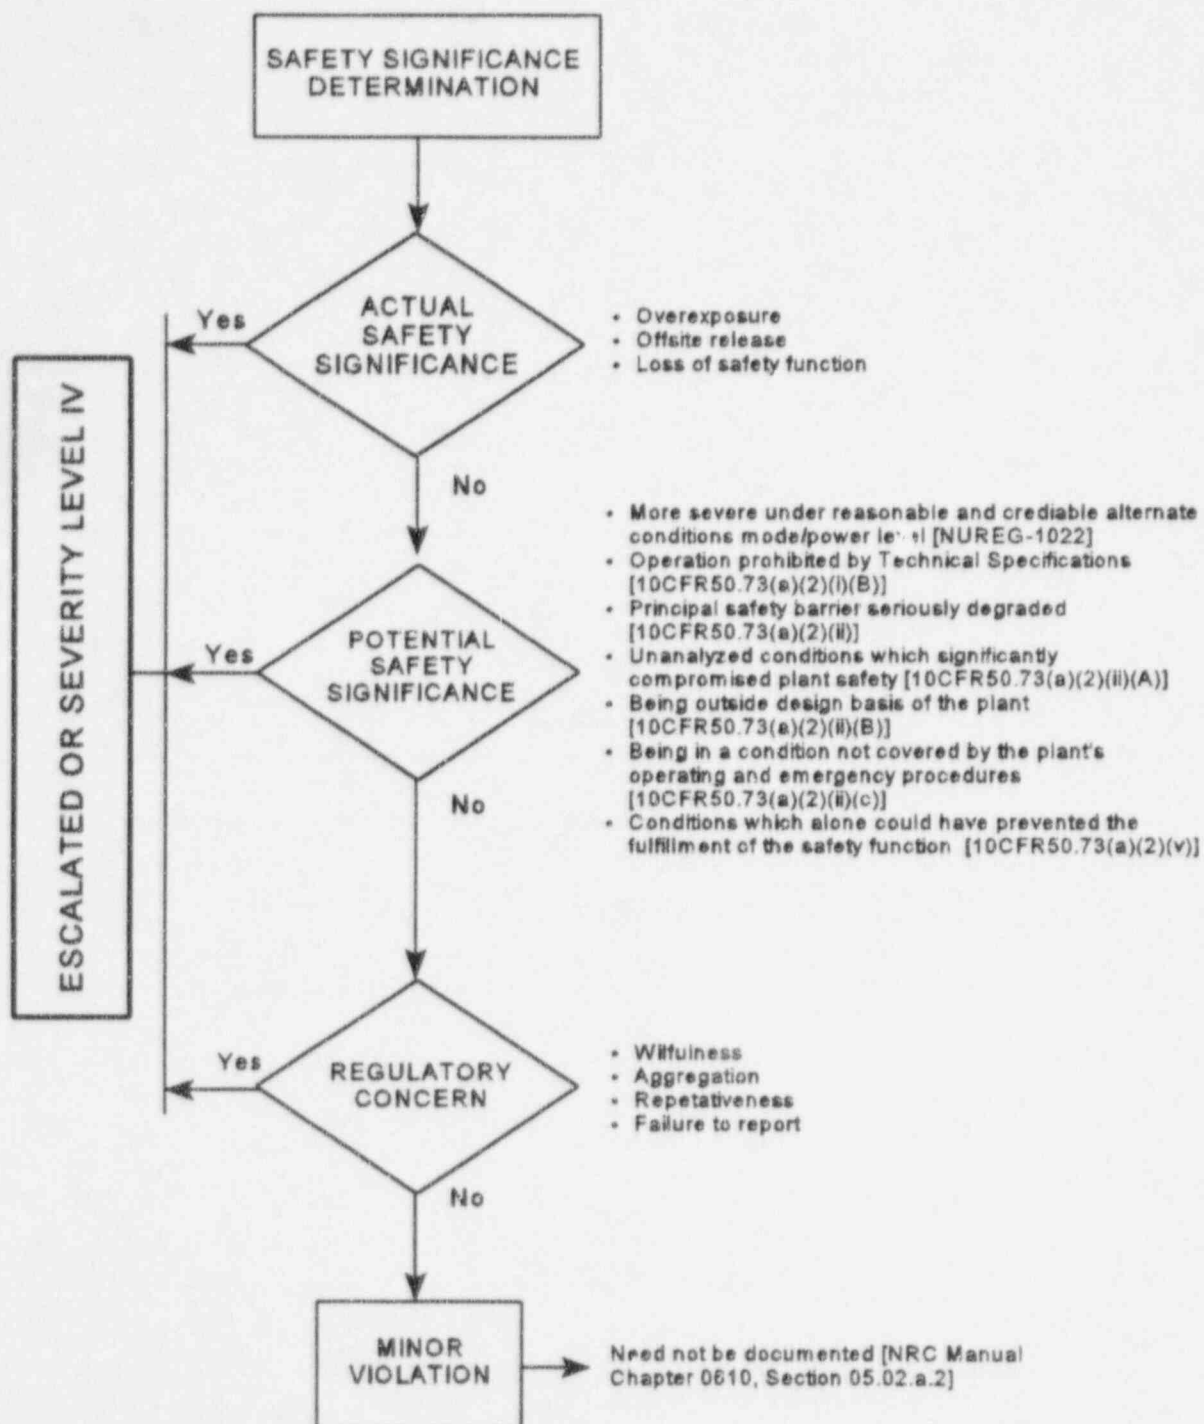 SAFETY SIGNIFICANCE
DETERMINATION
Yes
ACTUAL
SAFETY
SIGNIFICANCE
• Overexposure
• Offsite release
• Loss of safety function
No
ESCALATED OR SEVERITY LEVEL IV
• More severe under reasonable and crediable alternate
conditions mode/power [NUREG-1022]
• Operation prohibited by Technical Specifications
[10CFR50.73(a)(2)(i)(B)]
• Principal safety barrier seriously degraded
[10CFR50.73(a)(2)(ii)]
• Unanalyzed conditions which significantly
compromised plant safety [10CFR50.73(a)(2)(ii)(A)]
• Being outside design basis of the plant
[10CFR50.73(a)(2)(ii)(B)]
• Being in a condition not covered by the plant's
operating and emergency procedures
[10CFR50.73(a)(2)(ii)(c)]
• Conditions which alone could have prevented the
fulfillment of the safety function [10CFR50.73(a)(2)(v)]
Yes
POTENTIAL
SAFETY
SIGNIFICANCE
No
Yes
REGULATORY
CONCERN
• Wilfulness
• Aggregation
• Repetativeness
• Failure to report
No
MINOR
VIOLATION
Need not be documented [NRC Manual
Chapter 0610, Section 05.02.a.2]